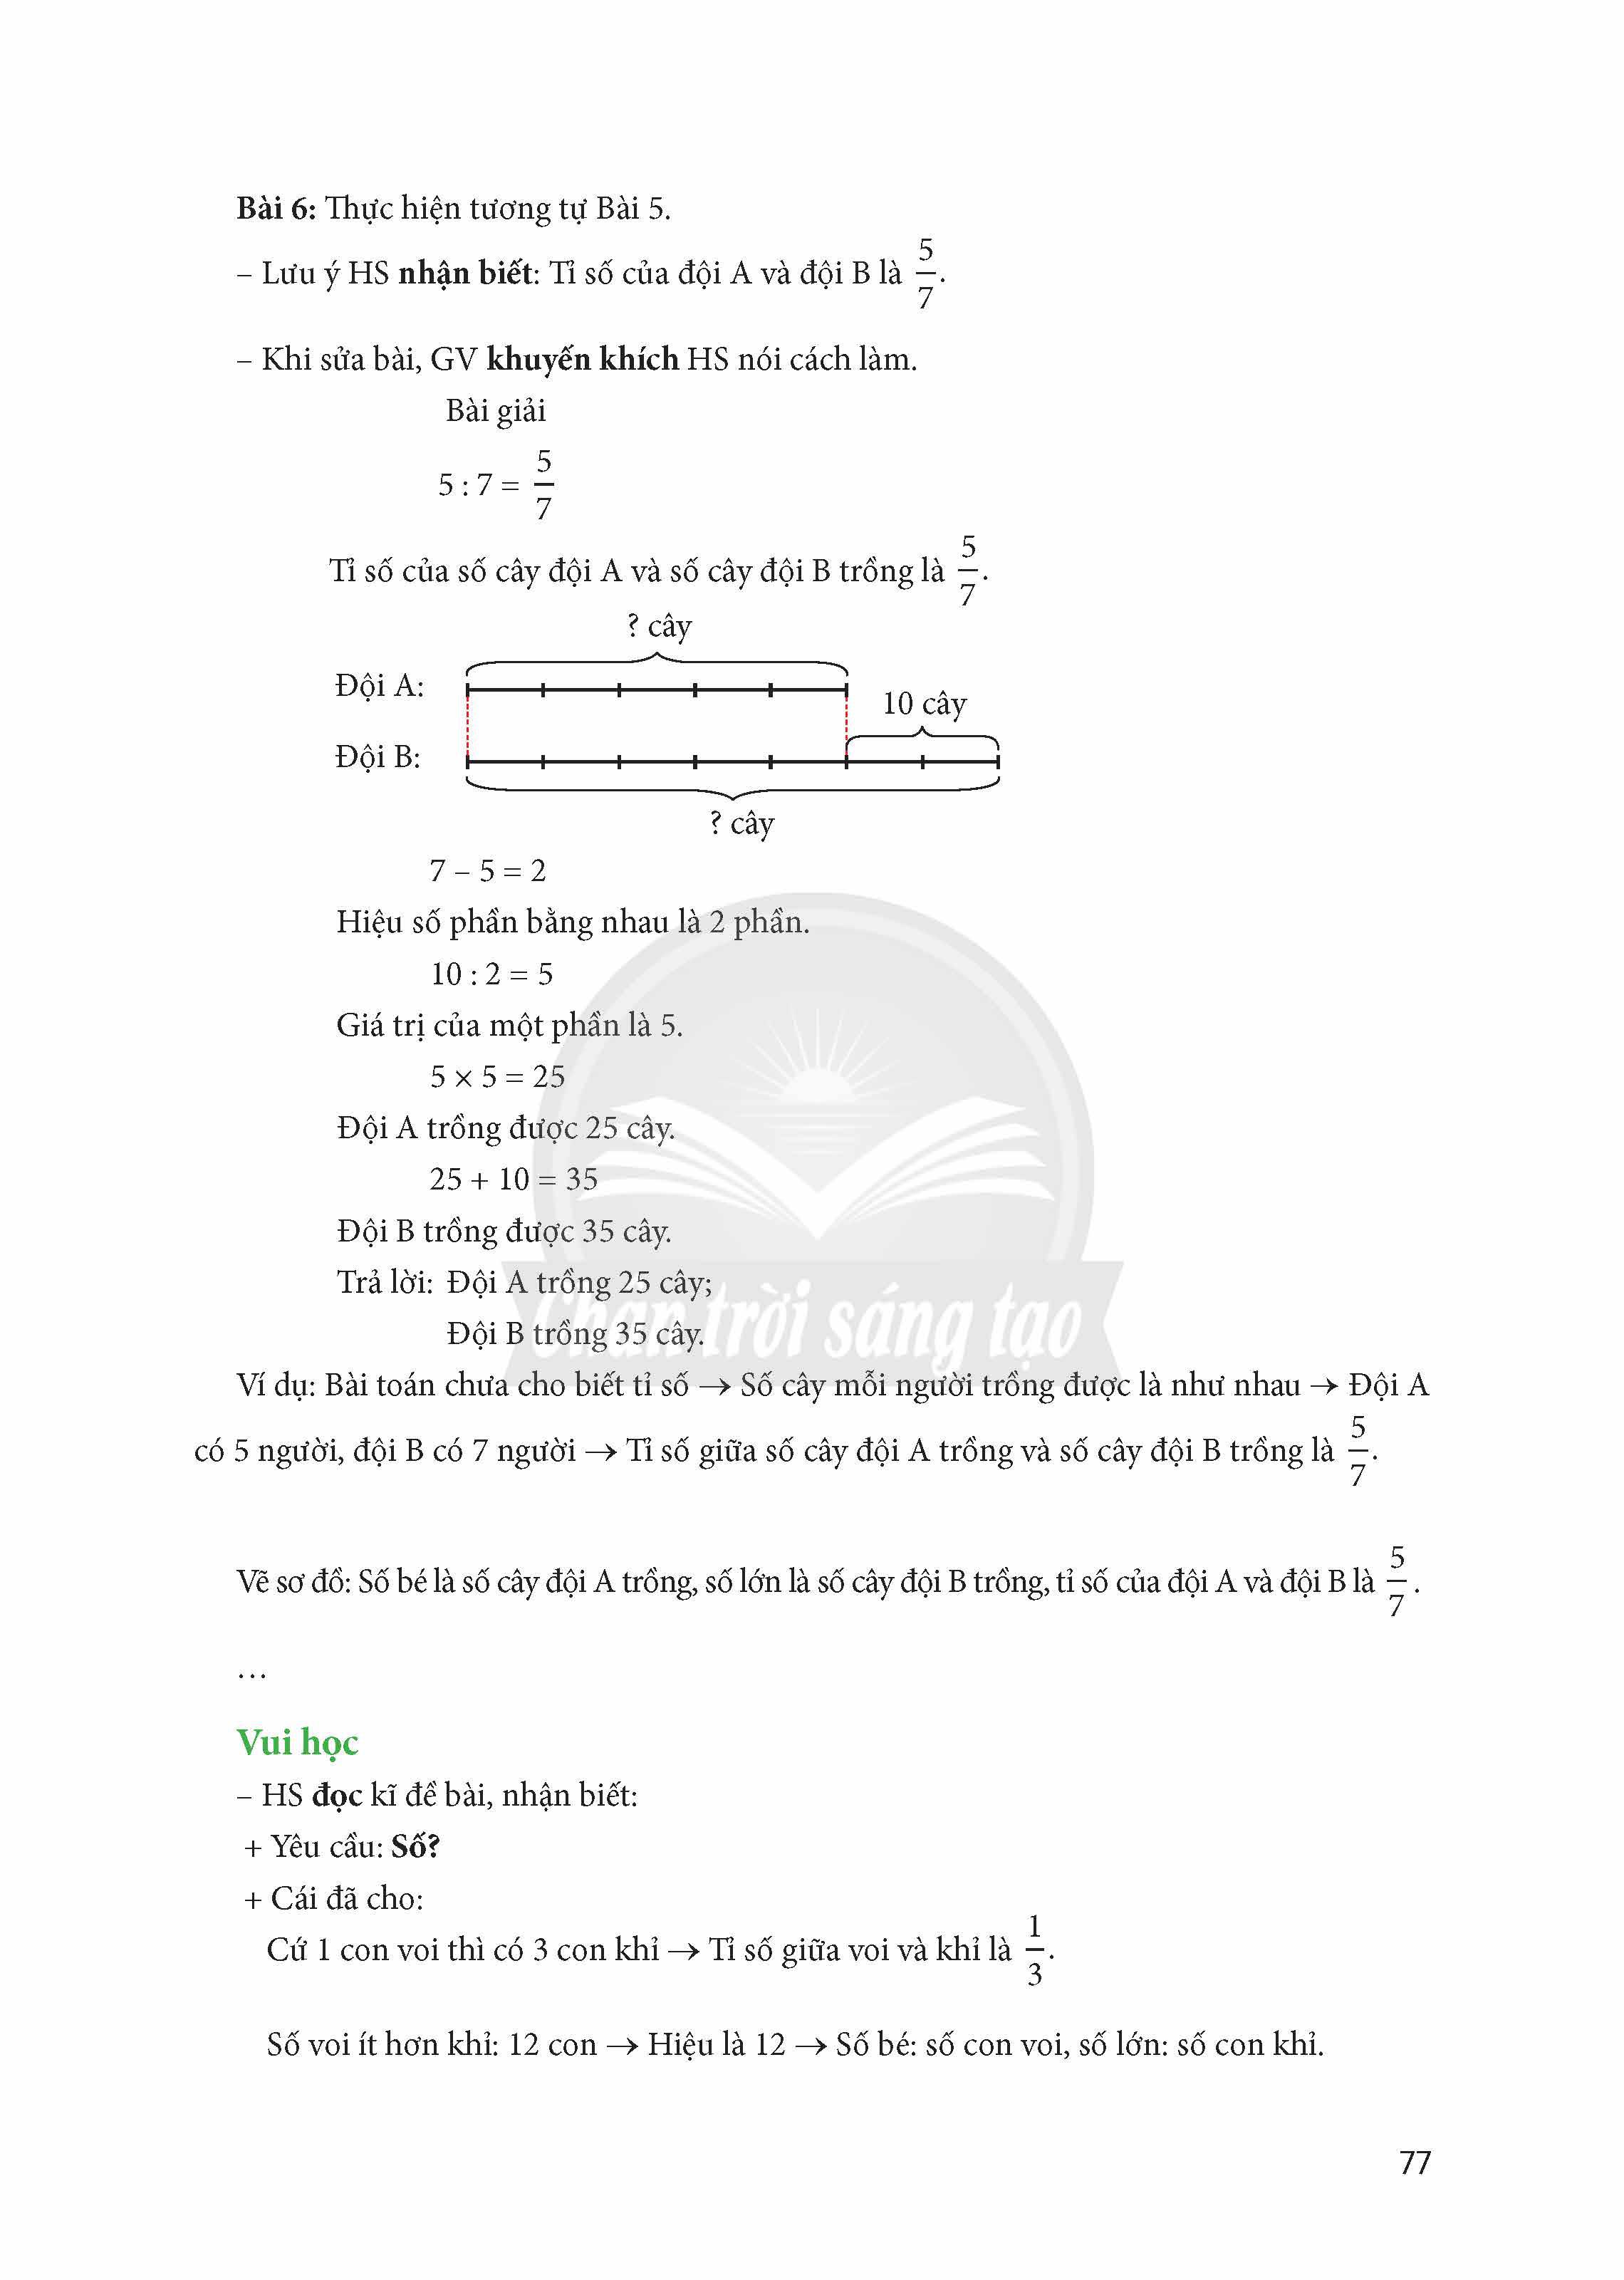 Bài 6: Thực hiện tương tự Bài 5.
– Lưu ý HS nhận biết: Tỉ số của đội A và đội B là 5/7.
– Khi sửa bài, GV khuyến khích HS nói cách làm.
Bài giải
5 : 7 = 5/7
Tỉ số của số cây đội A và số cây đội B trồng là 5/7.
? cây
Đội A:
10 cây
Đội B:
? cây
7 – 5 = 2
Hiệu số phần bằng nhau là 2 phần.
10 : 2 = 5
Giá trị của một phần là 5.
5 × 5 = 25
Đội A trồng được 25 cây.
25 + 10 = 35
Đội B trồng được 35 cây.
Trả lời: Đội A trồng 25 cây;
Chân trời sáng tạo
Đội B trồng 35 cây.
Ví dụ: Bài toán chưa cho biết tỉ số → Số cây mỗi người trồng được là như nhau → Đội A
có 5 người, đội B có 7 người → Tỉ số giữa số cây đội A trồng và số cây đội B trồng là 5/7.
Vẽ sơ đồ: Số bé là số cây đội A trồng, số lớn là số cây đội B trồng, tỉ số của đội A và đội B là 5/7.
…
Vui học
– HS đọc kĩ đề bài, nhận biết:
+ Yêu cầu: Số?
+ Cái đã cho:
Cứ 1 con voi thì có 3 con khỉ → Tỉ số giữa voi và khỉ là 1/3.
Số voi ít hơn khỉ: 12 con → Hiệu là 12 → Số bé: số con voi, số lớn: số con khỉ.
77